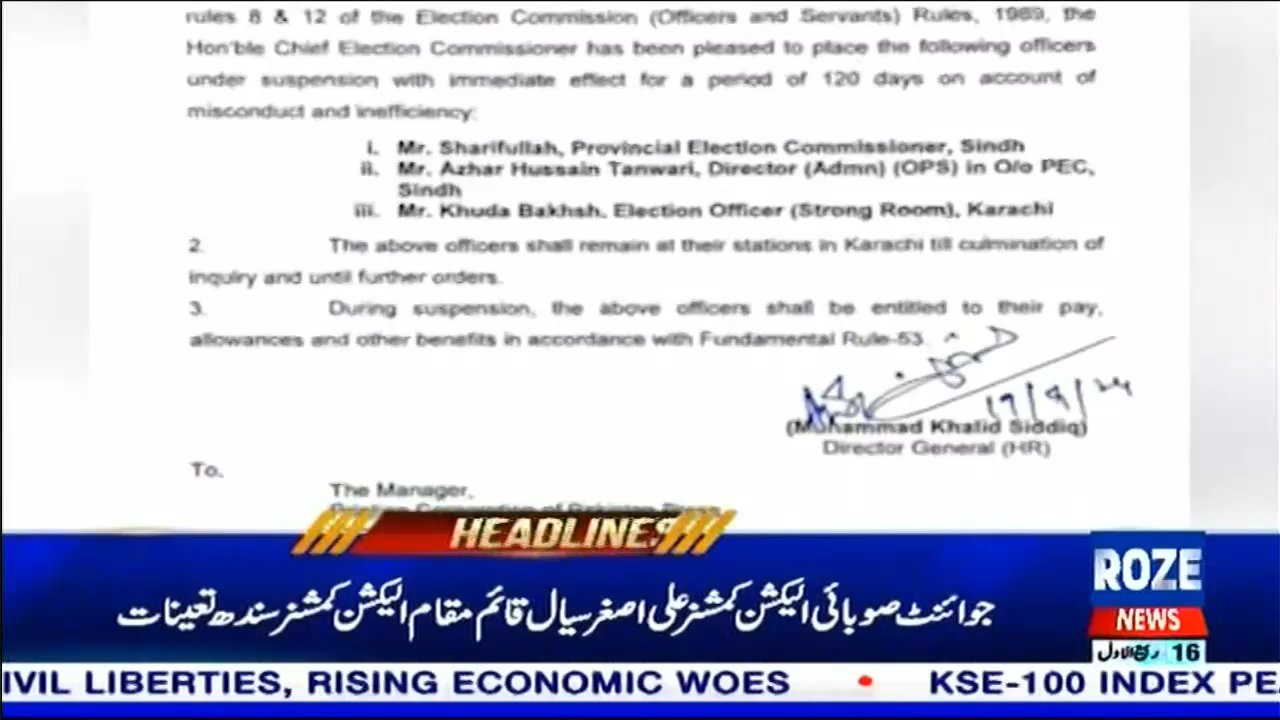 rules 8 & 12 of the Election Commission (Officers and Servants) Rules, 1989, the
Hon'ble Chief Election Commissioner has been pleased to place the following officers
under suspension with immediate effect for a period of 120 days on account of
misconduct and inefficiency:
i. Mr. Sharifullah, Provincial Election Commissioner, Sindh
ii. Mr. Azhar Hussain Tanwari, Director (Admn) (OPS) in O/o PEC,
Sindh
iii. Mr. Khuda Bakhsh, Election Officer (Strong Room), Karachi
2. The above officers shall remain at their stations in Karachi till culmination of
inquiry and until further orders.
3. During suspension, the above officers shall be entitled to their pay,
allowances and other benefits in accordance with Fundamental Rule-53.
19/9/24
(Muhammad Khalid Siddiq)
Director General (HR)
To,
The Manager,
HEADLINES
جوائنٹ صوبائی الیکشن کمشنر علی اصغر سیال قائم مقام الیکشن کمشنر سندھ تعینات
ROZE
NEWS
16 ربیع الاول
IVIL LIBERTIES, RISING ECONOMIC WOES • KSE-100 INDEX PEA